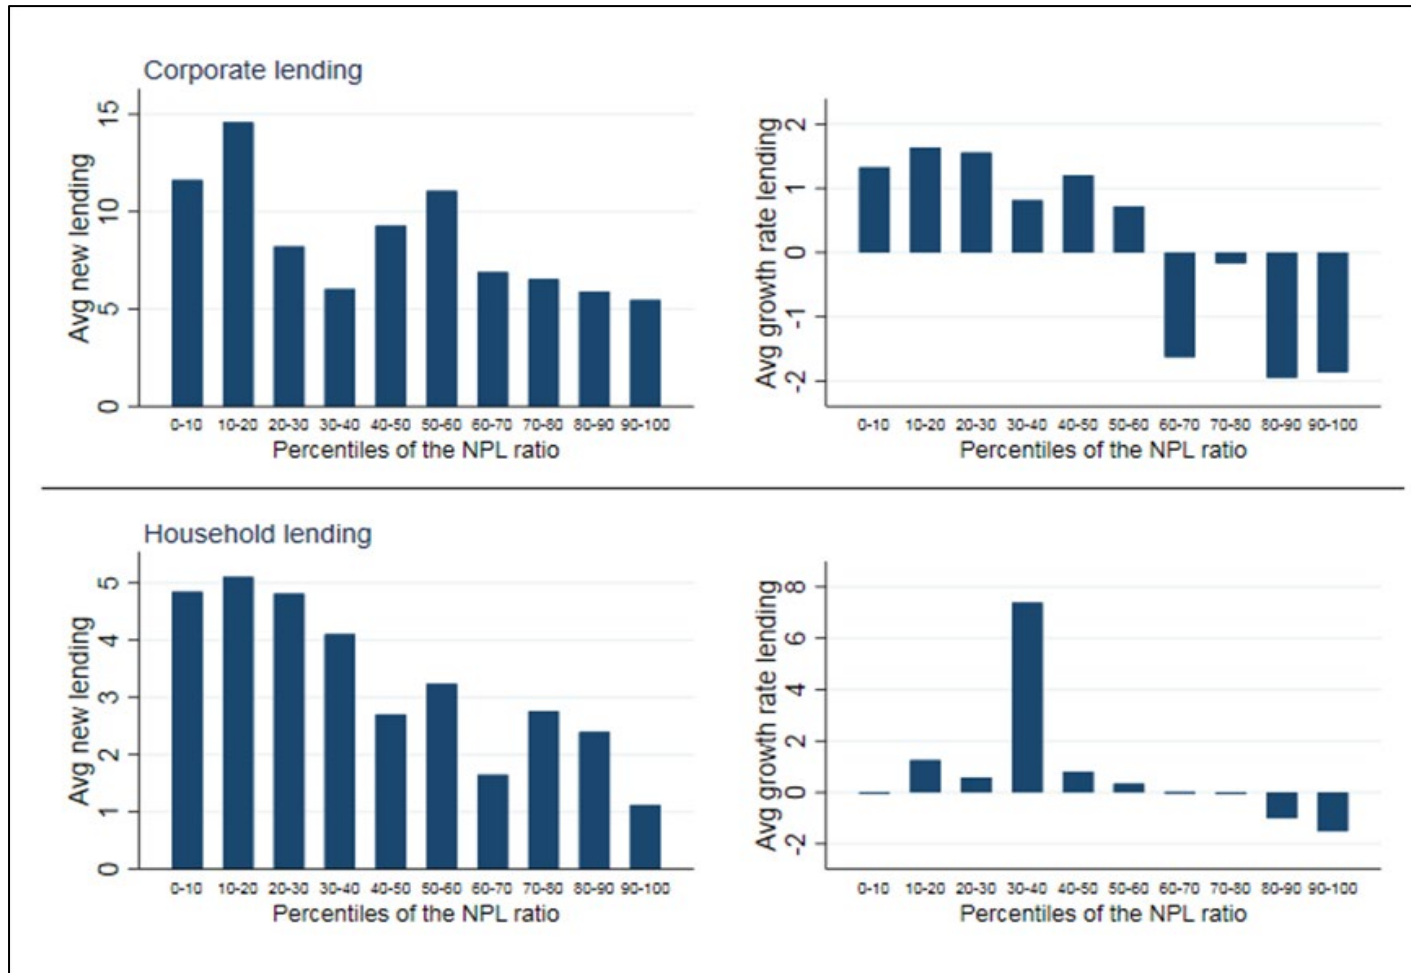 Corporate lending
Avg new lending
15
10
5
0
0-10 10-20 20-30 30-40 40-50 50-60 60-70 70-80 80-90 90-100
Percentiles of the NPL ratio
Avg growth rate lending
2
1
0
-1
-2
0-10 10-20 20-30 30-40 40-50 50-60 60-70 70-80 80-90 90-100
Percentiles of the NPL ratio
Household lending
Avg new lending
5
4
3
2
1
0
0-10 10-20 20-30 30-40 40-50 50-60 60-70 70-80 80-90 90-100
Percentiles of the NPL ratio
Avg growth rate lending
8
6
4
2
0
-2
0-10 10-20 20-30 30-40 40-50 50-60 60-70 70-80 80-90 90-100
Percentiles of the NPL ratio